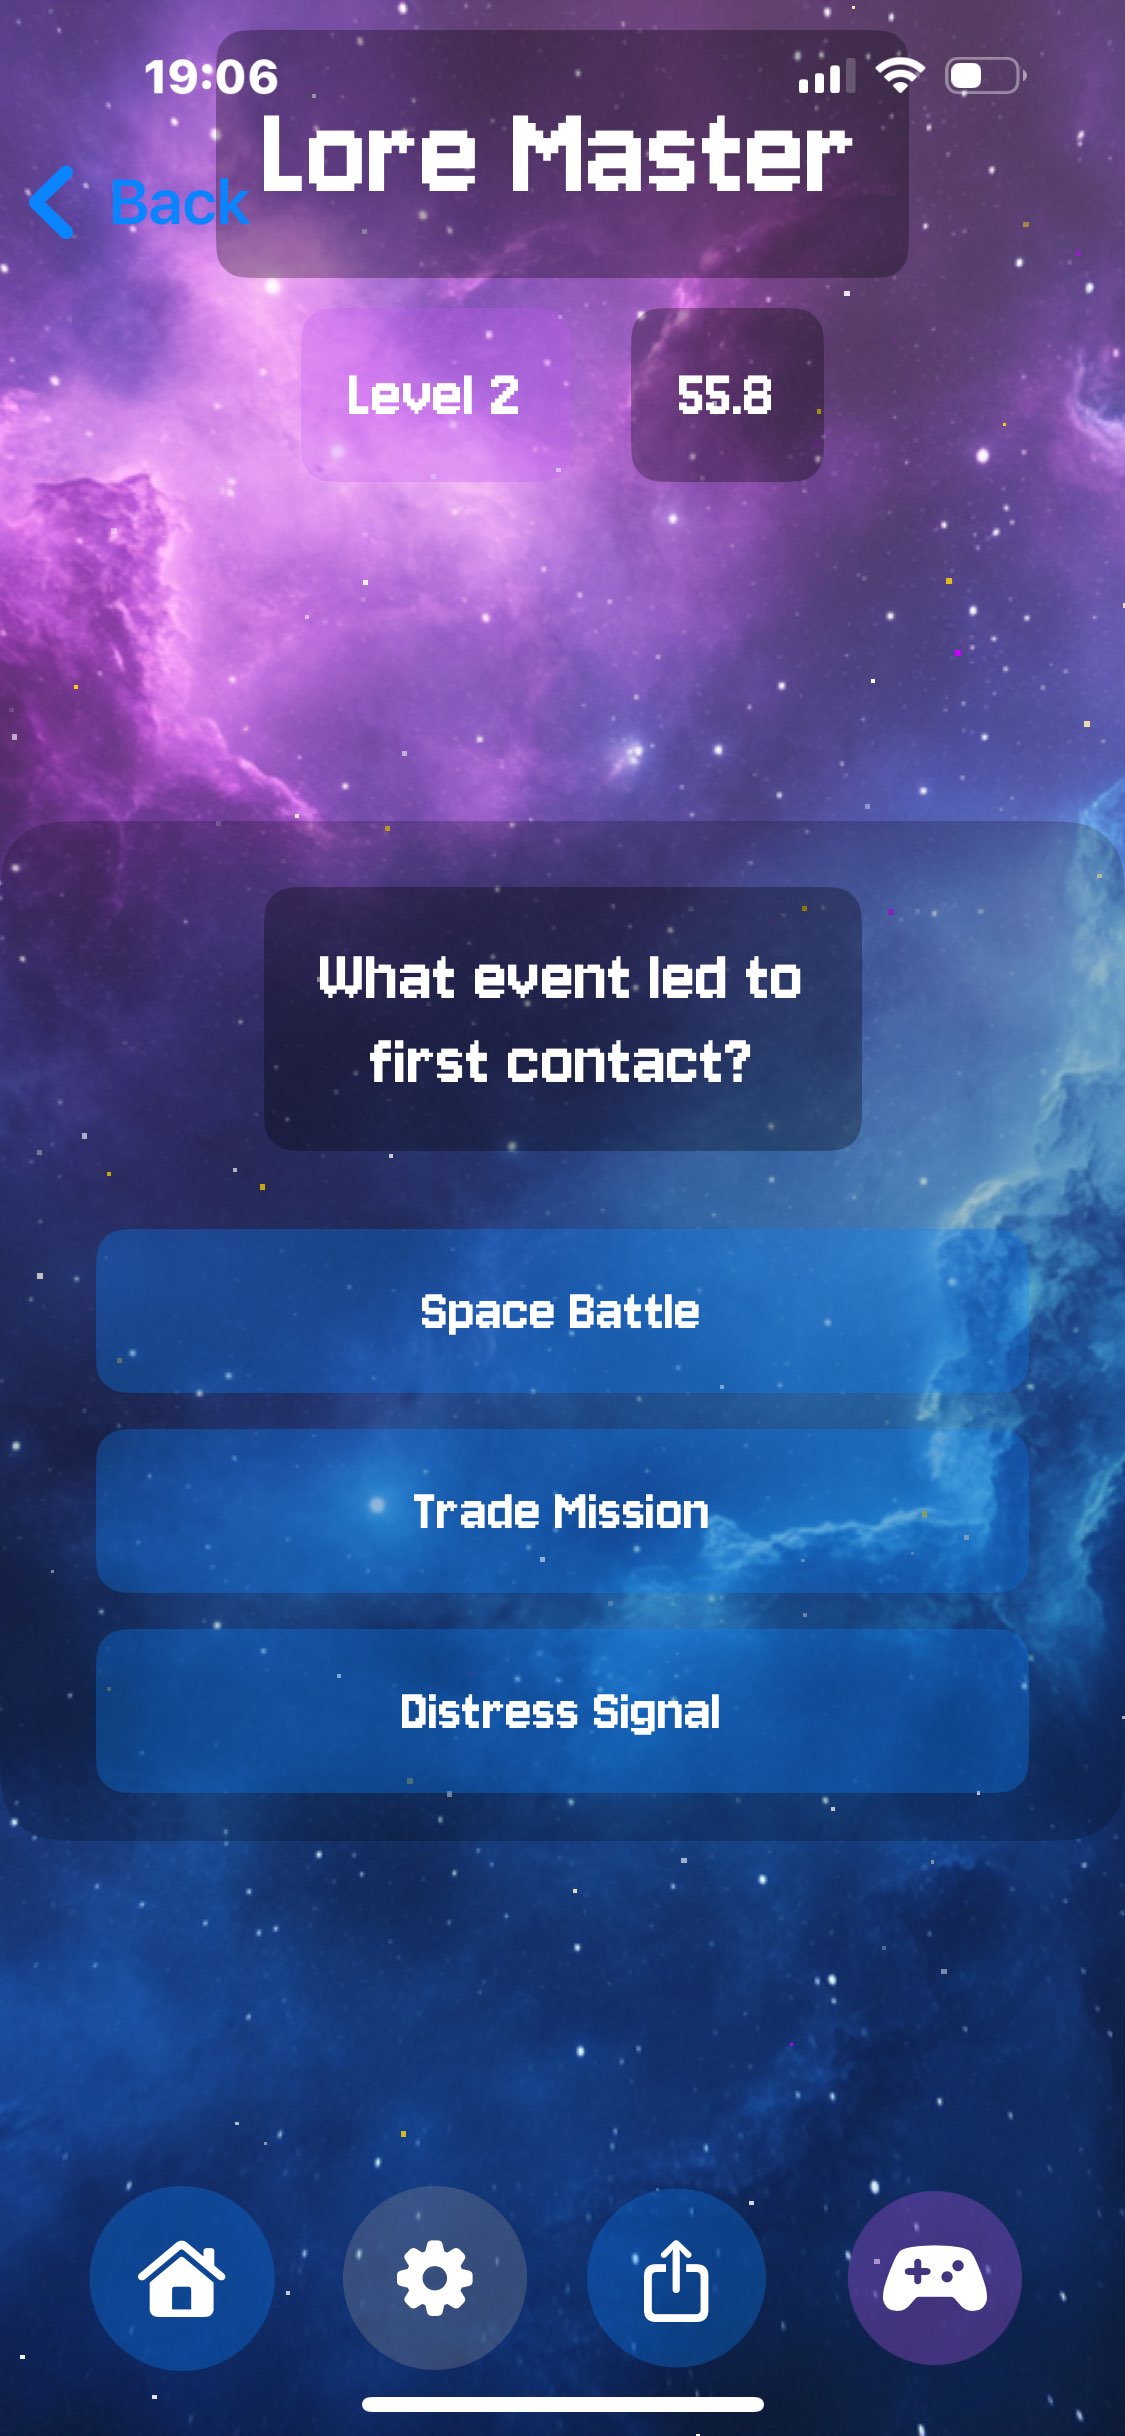 19:06
Lore Master
Back
Level 2
55.8
What event led to
first contact?
Space Battle
Trade Mission
Distress Signal